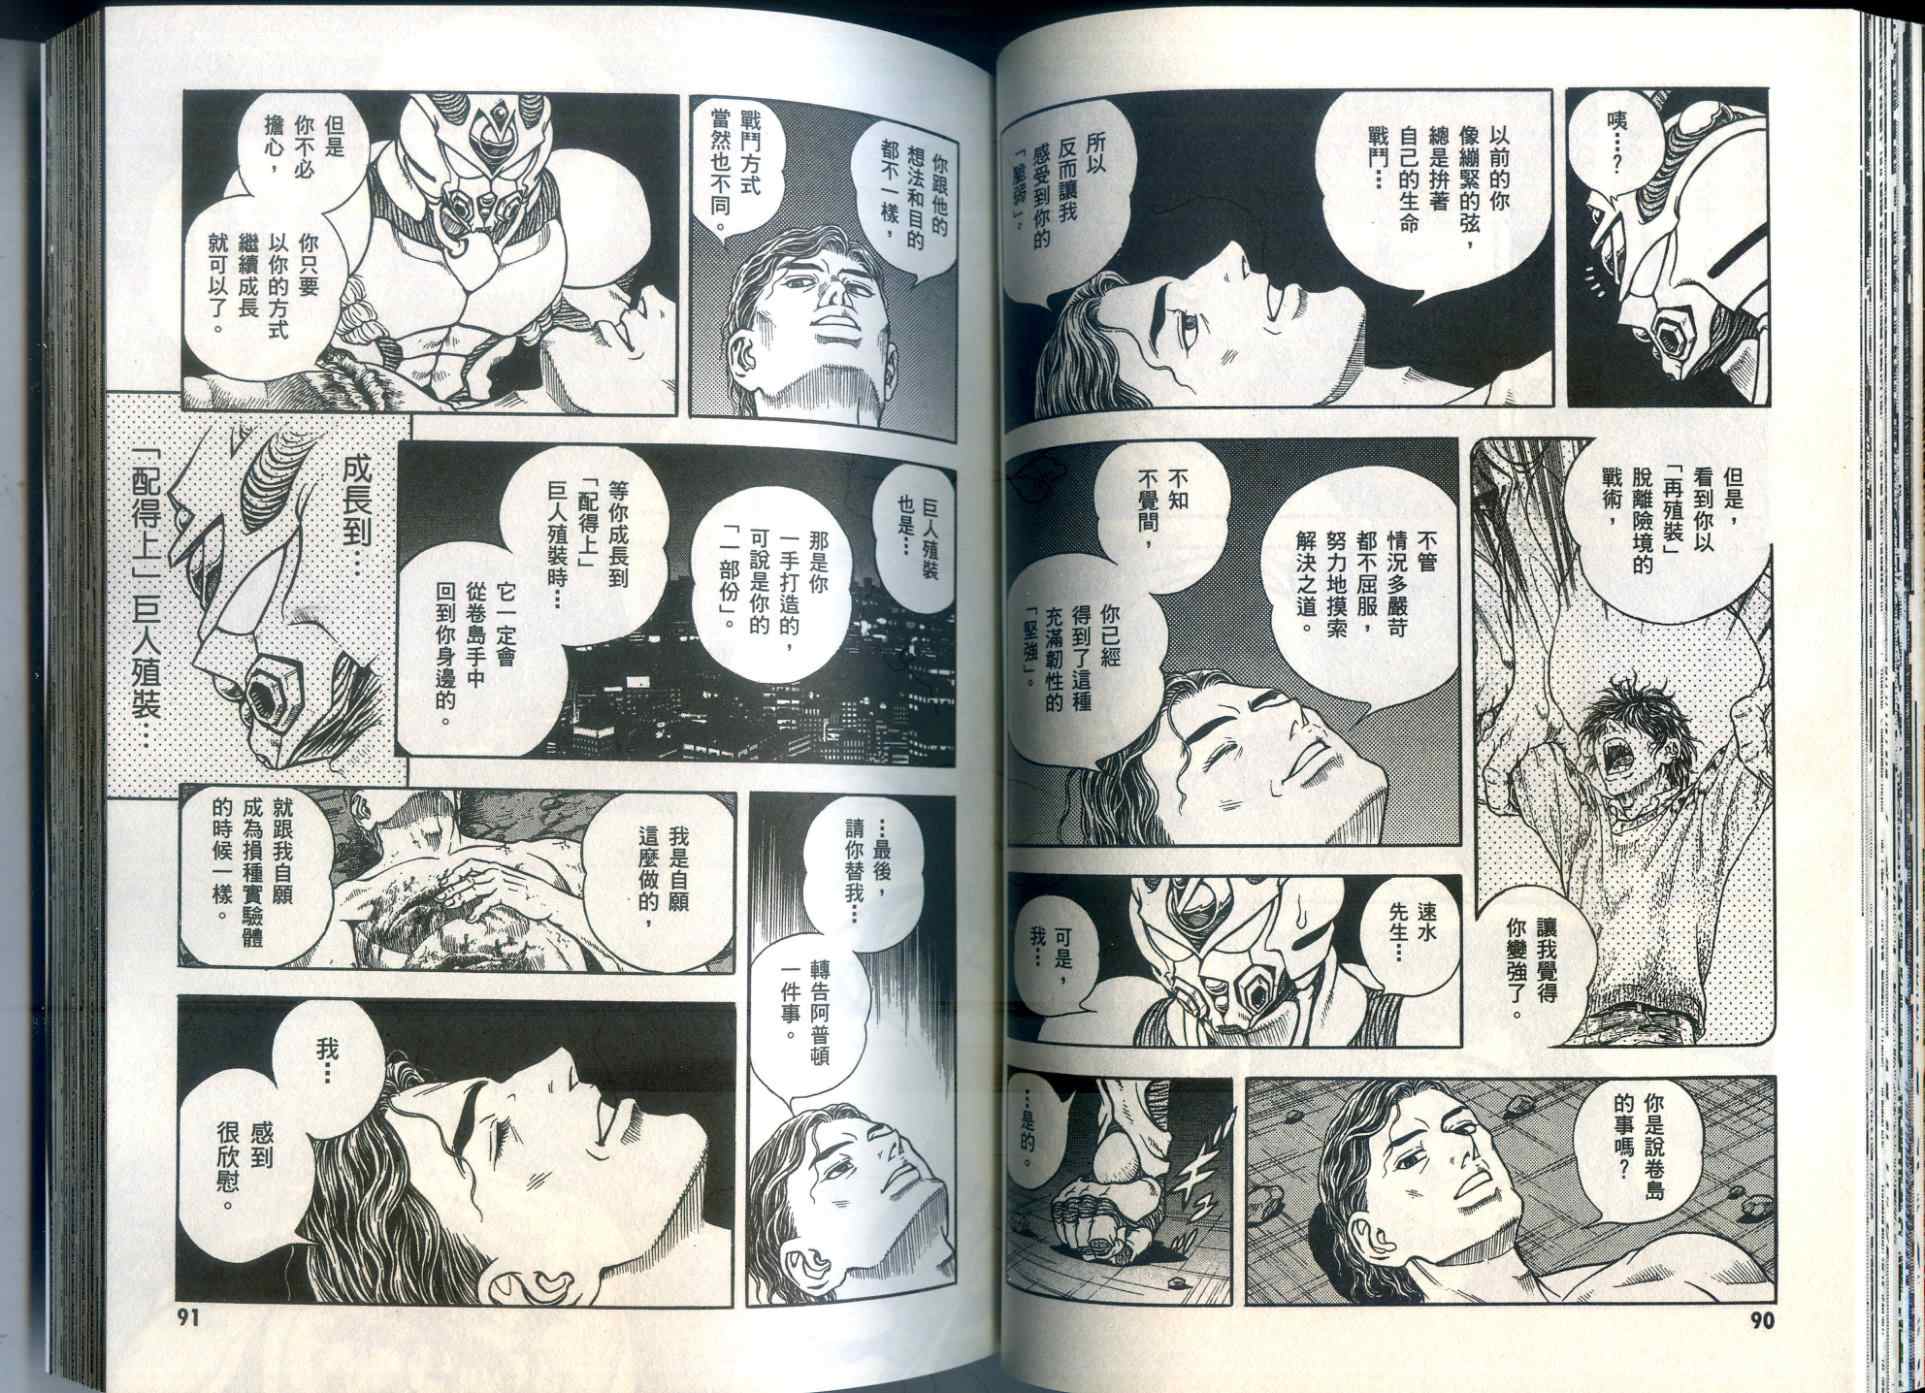 咦…?
以前的你
像繃緊的弦，
總是拚著
自己的生命
戰鬥…
所以
反而讓我
感受到你的
「脆弱」。
但是，
看到你以
「再殖裝」
脫離險境的
戰術，
讓我覺得
你變強了。
不管
情況多嚴苛
都不屈服，
努力地摸索
解決之道。
不知
不覺間，
你已經
得到了這種
充滿韌性的
「堅強」。
速水
先生…
可是，
我…
你是說卷島
的事嗎?
…是的。
90
你跟他的
想法和目的
都不一樣，
戰鬥方式
當然也不同。
但是
你不必
擔心，
你只要
以你的方式
繼續成長
就可以了。
巨人殖裝
也是…
那是你
一手打造的，
可說是你的
「一部份」。
等你成長到
「配得上」
巨人殖裝時…
它一定會
從卷島手中
回到你身邊的。
成長到…
「配得上」巨人殖裝…
…最後，
請你替我…
轉告阿普頓
一件事。
我是自願
這麼做的，
就跟我自願
成為損種實驗體
的時候一樣。
我…
感到
很欣慰。
91